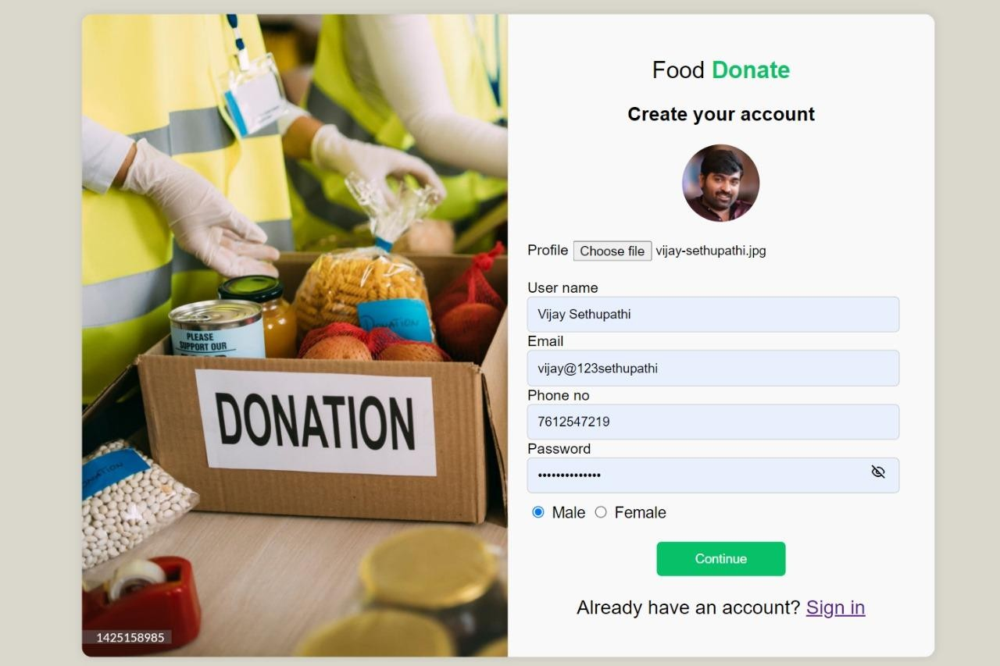 PLEASE
SUPPORT OUR
DONATION
DONATION
DONATION
1425158985
Food Donate
Create your account
Profile Choose file vijay-sethupathi.jpg
User name
Vijay Sethupathi
Email
vijay@123sethupathi
Phone no
7612547219
Password
••••••••••••••
Male Female
Continue
Already have an account? Sign in